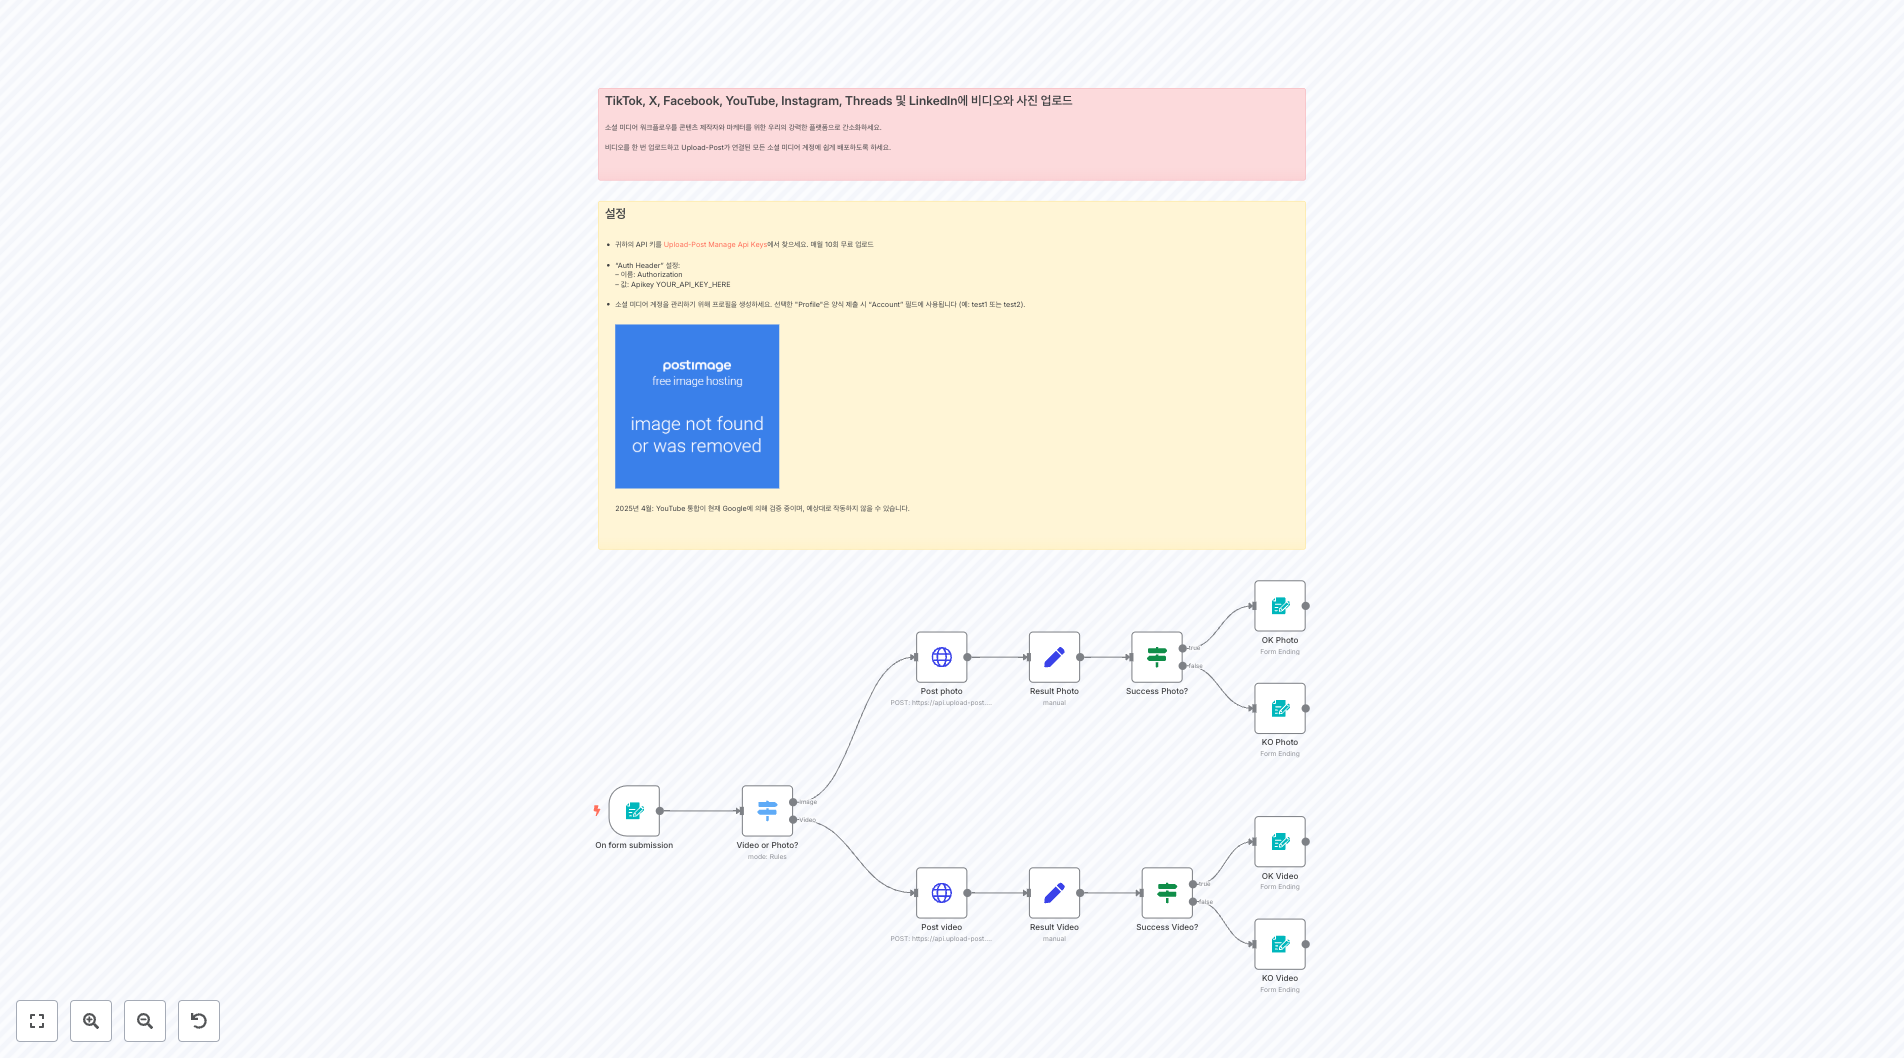 TikTok, X, Facebook, YouTube, Instagram, Threads 및 LinkedIn에 비디오와 사진 업로드
소셜 미디어 워크플로우를 콘텐츠 제작자와 마케터를 위한 우리의 강력한 플랫폼으로 간소화하세요.
비디오를 한 번 업로드하고 Upload-Post가 연결된 모든 소셜 미디어 계정에 쉽게 배포하도록 하세요.
설정
귀하의 API 키를 Upload-Post Manage Api Keys에서 찾으세요. 매월 10회 무료 업로드
"Auth Header" 설정:
– 이름: Authorization
– 값: Apikey YOUR_API_KEY_HERE
소셜 미디어 계정을 관리하기 위해 프로필을 생성하세요. 선택한 "Profile"은 양식 제출 시 "Account" 필드에 사용됩니다 (예: test1 또는 test2).
postimage
free image hosting
image not found
or was removed
2025년 4월: YouTube 통합이 현재 Google에 의해 검증 중이며, 예상대로 작동하지 않을 수 있습니다.
OK Photo
Form Ending
true
false
Post photo
POST: https://api.upload-post....
Result Photo
manual
Success Photo?
KO Photo
Form Ending
On form submission
Video or Photo?
mode: Rules
Image
Video
OK Video
Form Ending
true
false
Post video
POST: https://api.upload-post....
Result Video
manual
Success Video?
KO Video
Form Ending